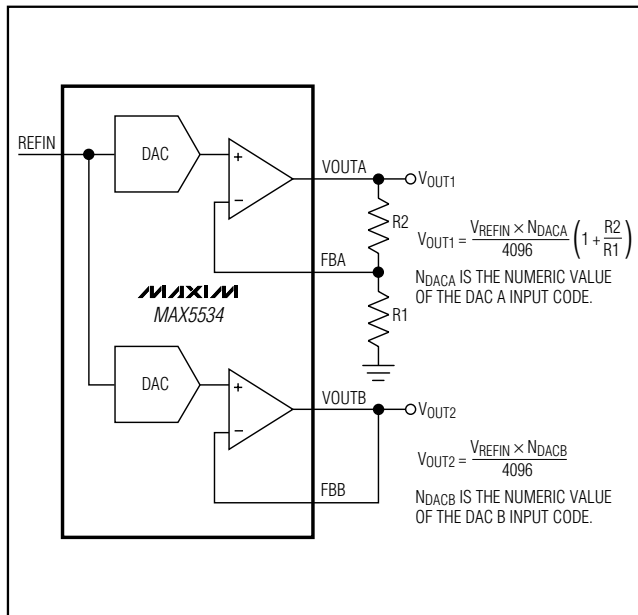 REFIN
DAC
+
−
VOUTA
VOUT1
R2
VOUT1 = VREFIN × NDACA / 4096 (1 + R2 / R1)
FBA
NDACA IS THE NUMERIC VALUE
OF THE DAC A INPUT CODE.
MAXIM
MAX5534
R1
DAC
+
−
VOUTB
VOUT2
VOUT2 = VREFIN × NDACB / 4096
FBB
NDACB IS THE NUMERIC VALUE
OF THE DAC B INPUT CODE.